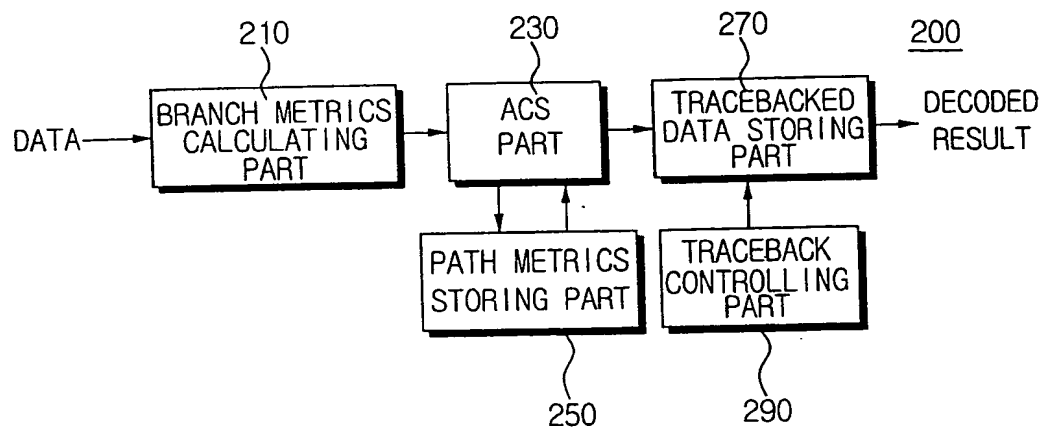 210
230
270
200
DATA
BRANCH METRICS
CALCULATING
PART
ACS
PART
TRACEBACKED
DATA STORING
PART
DECODED
RESULT
PATH METRICS
STORING PART
TRACEBACK
CONTROLLING
PART
250
290